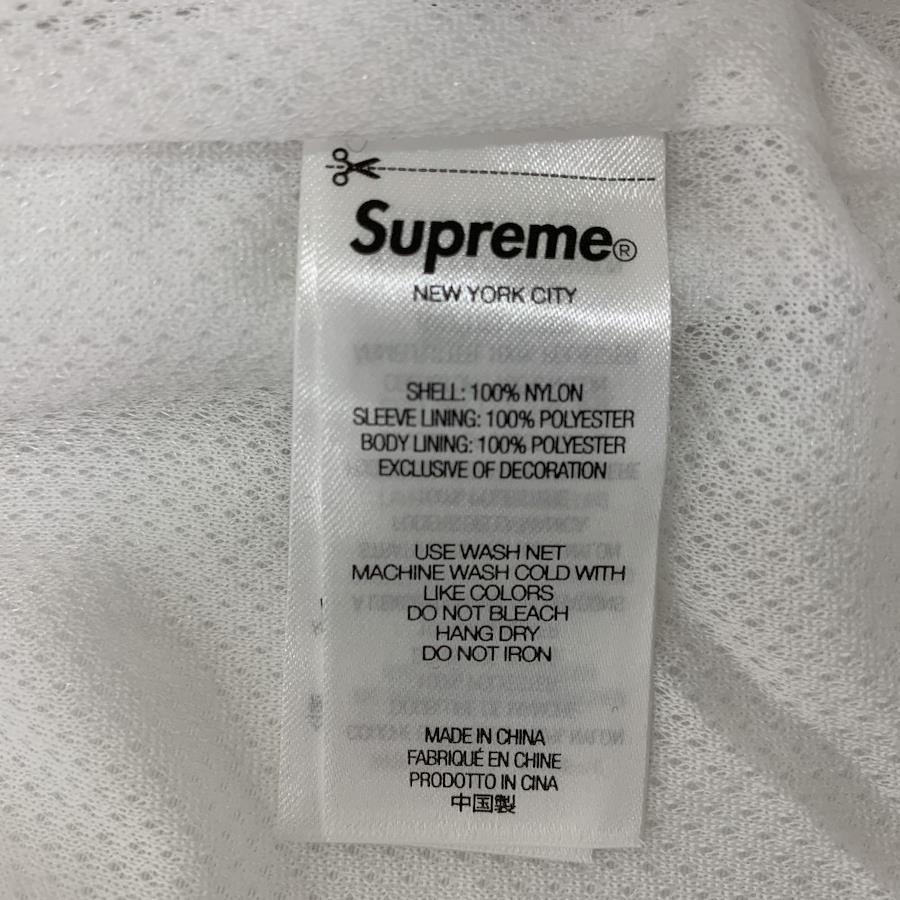 Supreme®
NEW YORK CITY
SHELL: 100% NYLON
SLEEVE LINING: 100% POLYESTER
BODY LINING: 100% POLYESTER
EXCLUSIVE OF DECORATION
USE WASH NET
MACHINE WASH COLD WITH
LIKE COLORS
DO NOT BLEACH
HANG DRY
DO NOT IRON
MADE IN CHINA
FABRIQUÉ EN CHINE
PRODOTTO IN CINA
中国製